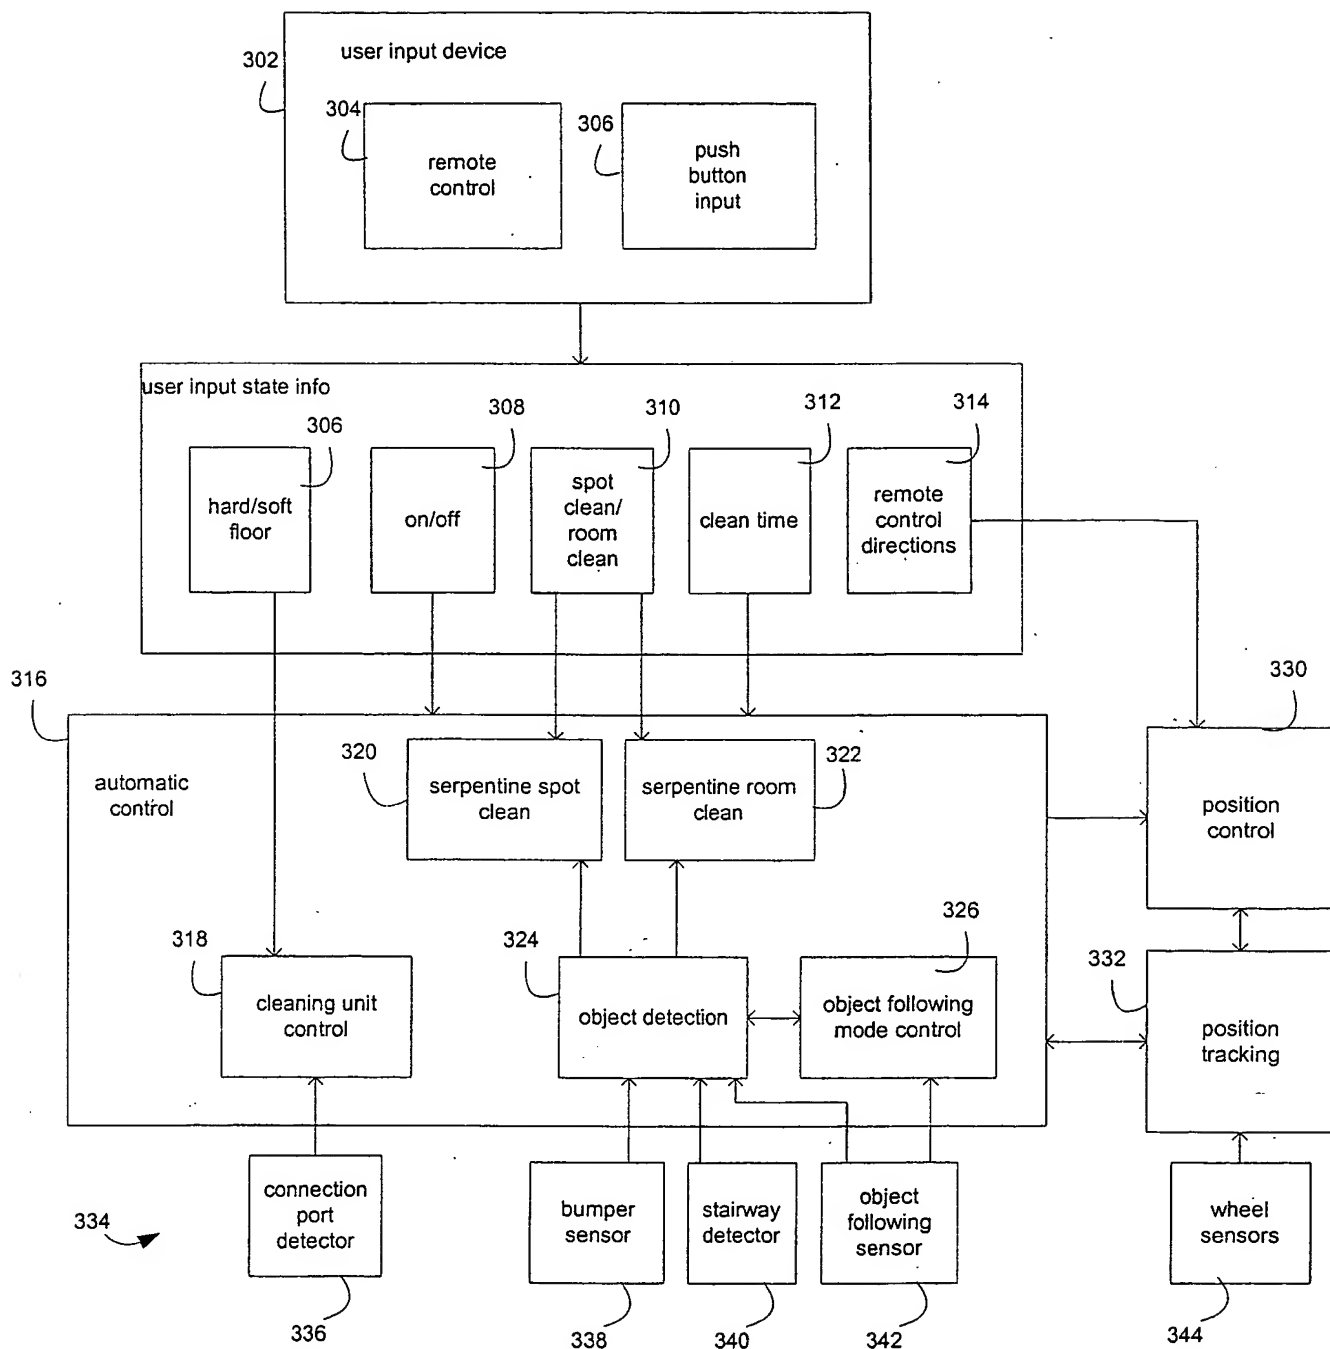 302
user input device
304
remote
control
306
push
button
input
user input state info
306
hard/soft
floor
308
on/off
310
spot
clean/
room
clean
312
clean time
314
remote
control
directions
316
automatic
control
320
serpentine spot
clean
322
serpentine room
clean
330
position
control
318
cleaning unit
control
324
object detection
326
object following
mode control
332
position
tracking
334
connection
port
detector
336
bumper
sensor
338
stairway
detector
340
object
following
sensor
342
wheel
sensors
344